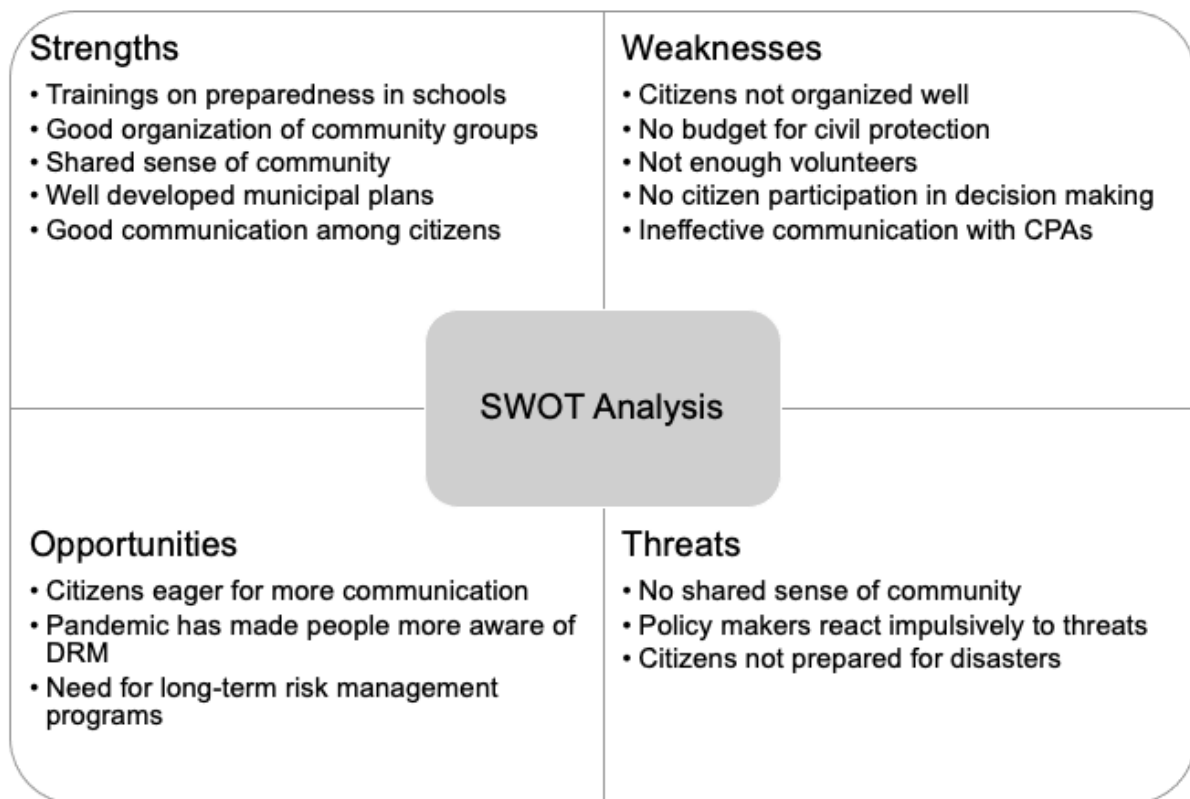 Strengths
• Trainings on preparedness in schools
• Good organization of community groups
• Shared sense of community
• Well developed municipal plans
• Good communication among citizens
Weaknesses
• Citizens not organized well
• No budget for civil protection
• Not enough volunteers
• No citizen participation in decision making
• Ineffective communication with CPAs
SWOT Analysis
Opportunities
• Citizens eager for more communication
• Pandemic has made people more aware of
DRM
• Need for long-term risk management
programs
Threats
• No shared sense of community
• Policy makers react impulsively to threats
• Citizens not prepared for disasters